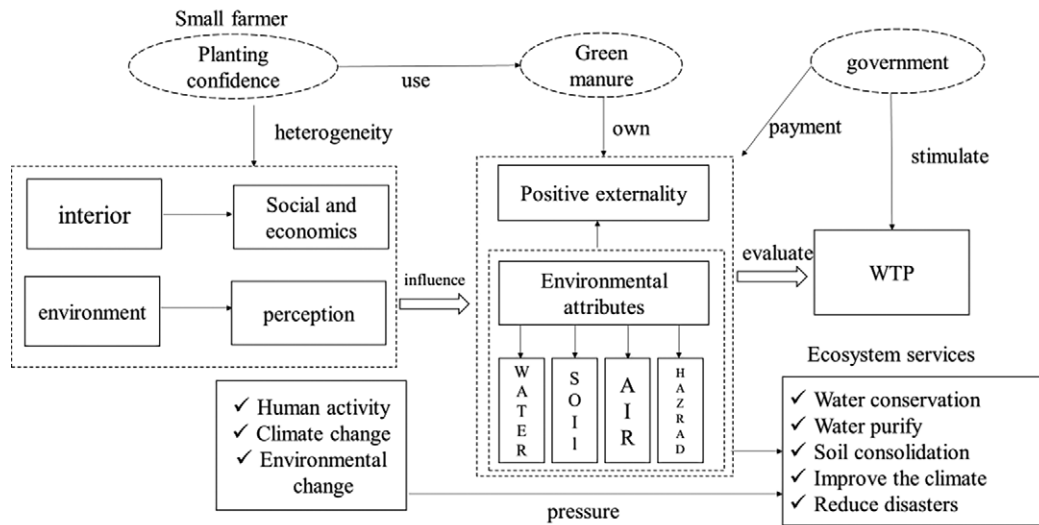 Small farmer
Planting
confidence
use
Green
manure
government
heterogeneity
own
payment
stimulate
interior
Social and
economics
environment
perception
influence
Positive externality
Environmental
attributes
WATER
SOIl
AIR
HAZRAD
evaluate
WTP
✓ Human activity
✓ Climate change
✓ Environmental
change
pressure
Ecosystem services
✓ Water conservation
✓ Water purify
✓ Soil consolidation
✓ Improve the climate
✓ Reduce disasters